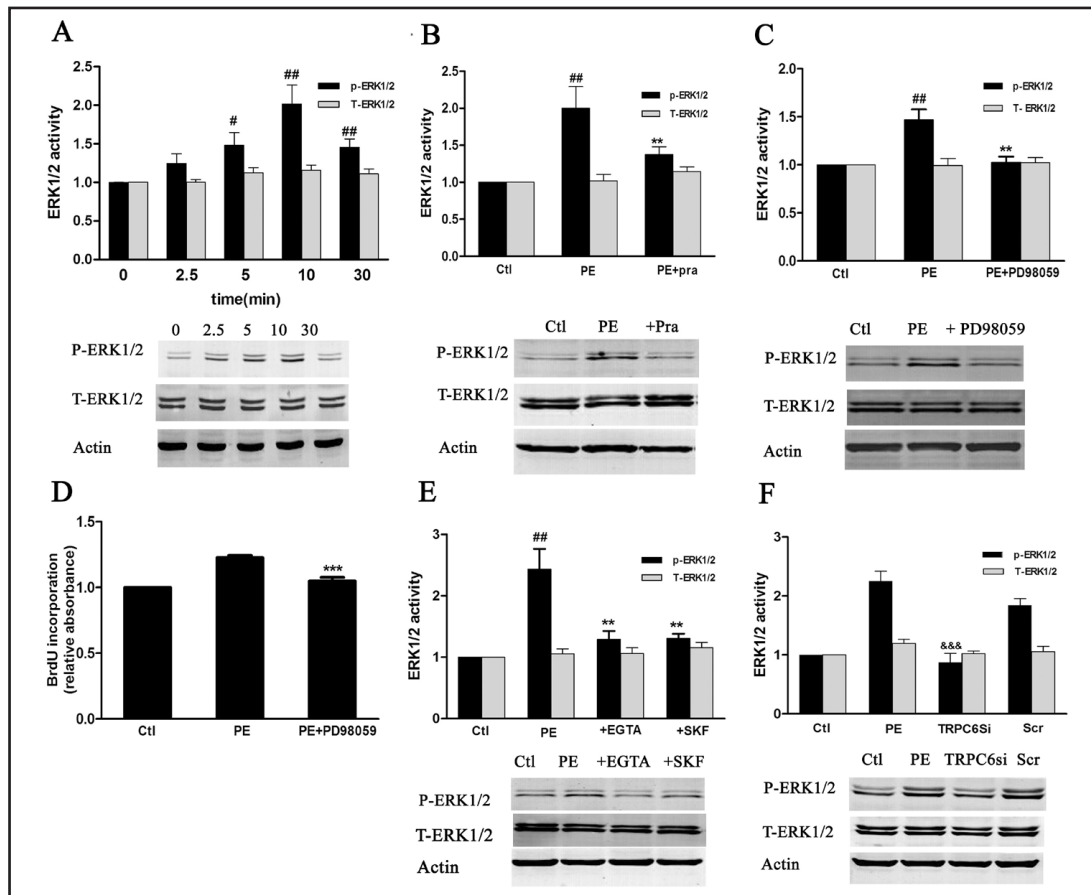 A
ERK1/2 activity
2.5
2.0
1.5
1.0
0.5
0.0
#
##
##
p-ERK1/2
T-ERK1/2
0 2.5 5 10 30
time(min)
0 2.5 5 10 30
P-ERK1/2
T-ERK1/2
Actin
B
ERK1/2 activity
2.5
2.0
1.5
1.0
0.5
0.0
##
**
p-ERK1/2
T-ERK1/2
Ctl PE PE+pra
Ctl PE +Pra
P-ERK1/2
T-ERK1/2
Actin
C
ERK1/2 activity
2.0
1.5
1.0
0.5
0.0
##
**
p-ERK1/2
T- ERK1/2
Ctl PE PE+PD98059
Ctl PE + PD98059
P-ERK1/2
T-ERK1/2
Actin
D
BrdU incorporation
(relative absorbance)
1.5
1.0
0.5
0.0
***
Ctl PE PE+PD98059
E
ERK1/2 activity
3
2
1
0
##
**
**
p-ERK1/2
T-ERK1/2
Ctl PE +EGTA +SKF
Ctl PE +EGTA +SKF
P-ERK1/2
T-ERK1/2
Actin
F
ERK1/2 activity
3
2
1
0
&&&
p-ERK1/2
T-ERK1/2
Ctl PE TRPC6Si Scr
Ctl PE TRPC6si Scr
P-ERK1/2
T-ERK1/2
Actin